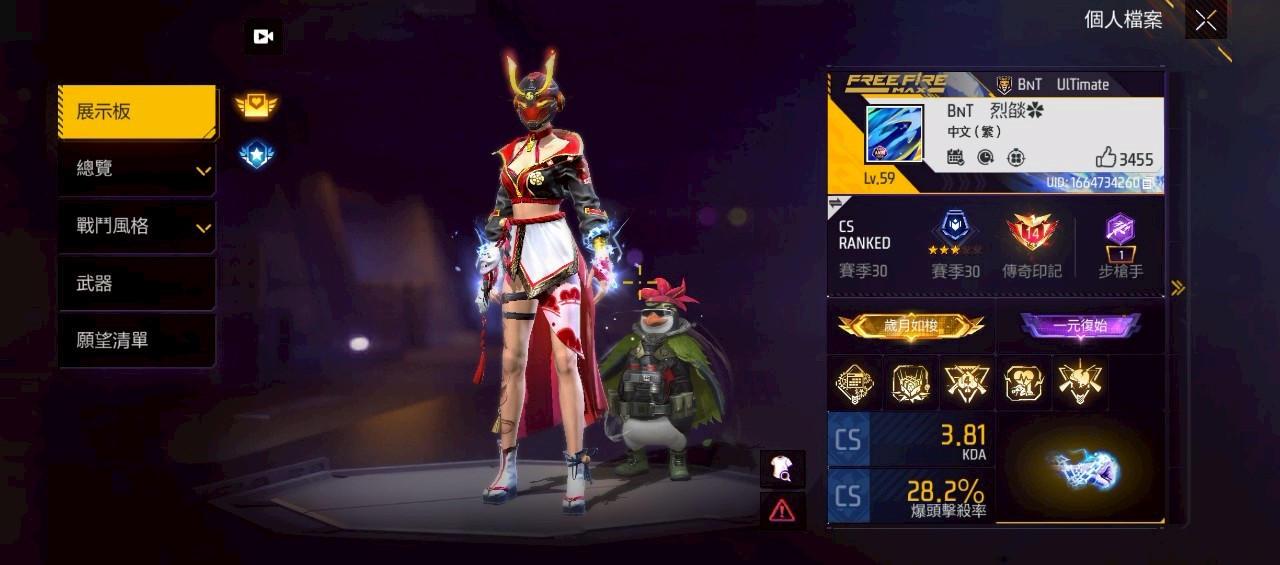 個人檔案
展示板
總覽
戰鬥風格
武器
願望清單
FREE FIRE
MAX
BNT UlTimate
BNT 烈燄✤
中文(繁)
3455
Lv.59
UID:1664734260
CS
RANKED
賽季30
賽季30
14
傳奇印記
1
步槍手
歲月如梭
一元復始
CS
3.81
KDA
CS
28.2%
爆頭擊殺率